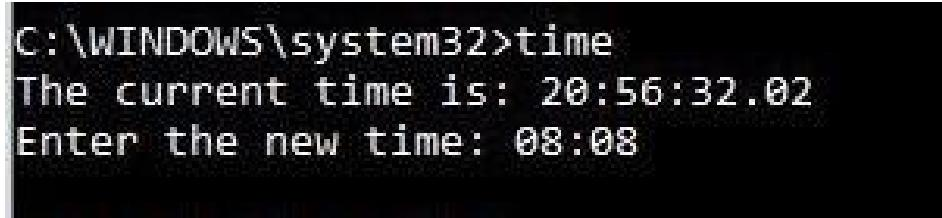 C:\WINDOWS\system32>time
The current time is: 20:56:32.02
Enter the new time: 08:08